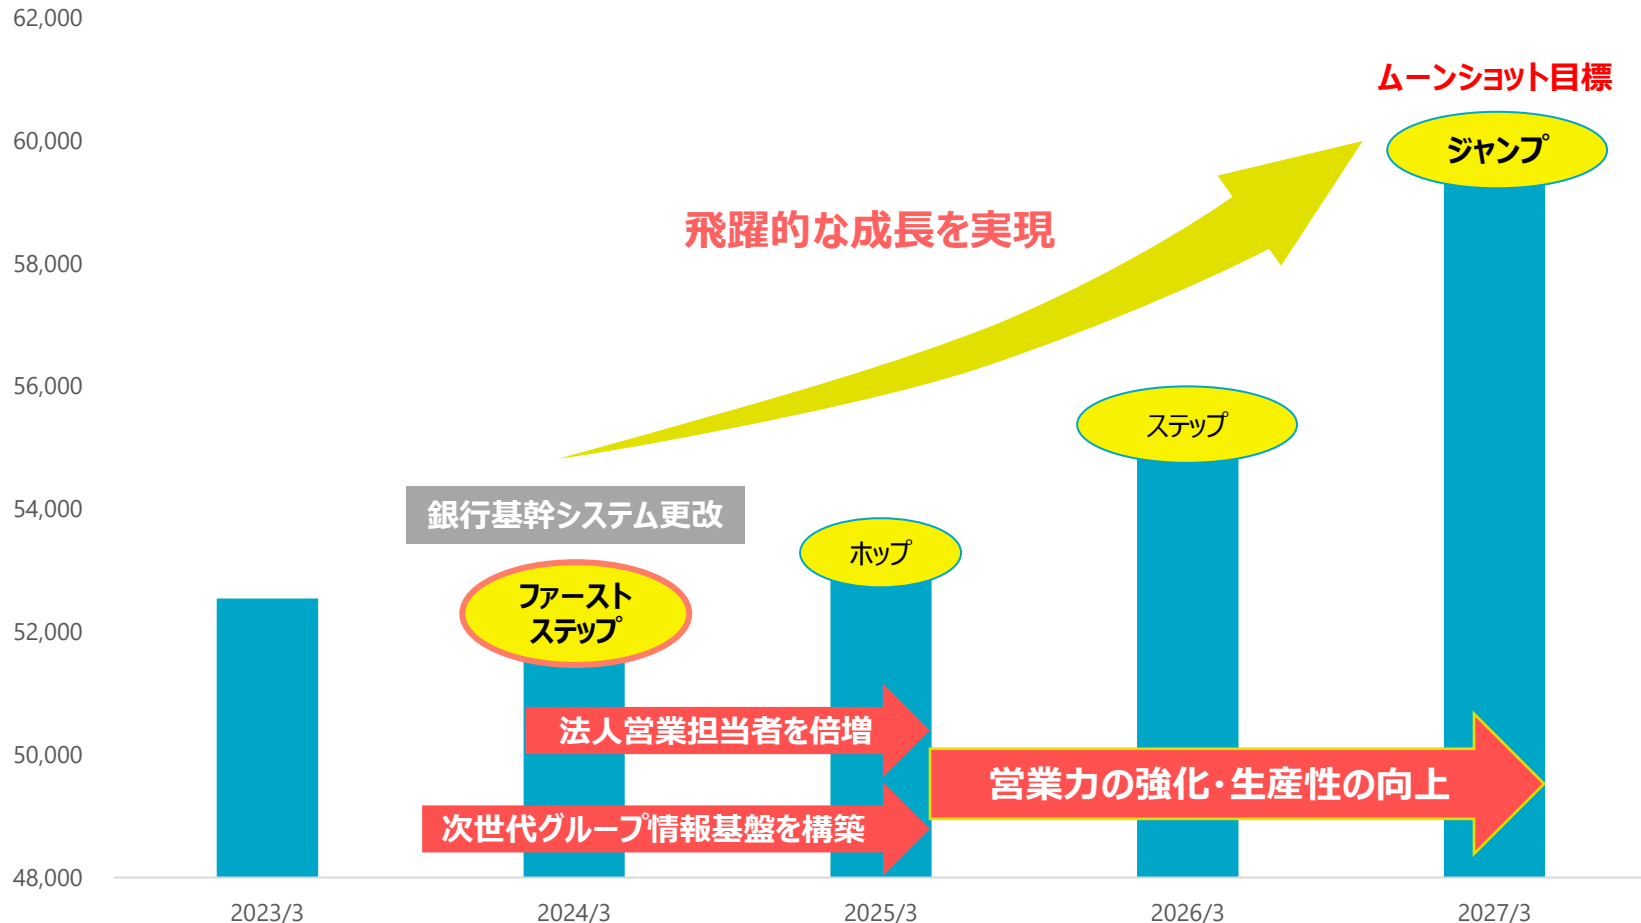 62,000
ムーンショット目標
60,000
ジャンプ
飛躍的な成長を実現
58,000
56,000
ステップ
54,000
銀行基幹システム更改
ホップ
ファースト
ステップ
52,000
法人営業担当者を倍増
50,000
営業力の強化・生産性の向上
次世代グループ情報基盤を構築
48,000
2023/3
2024/3
2025/3
2026/3
2027/3